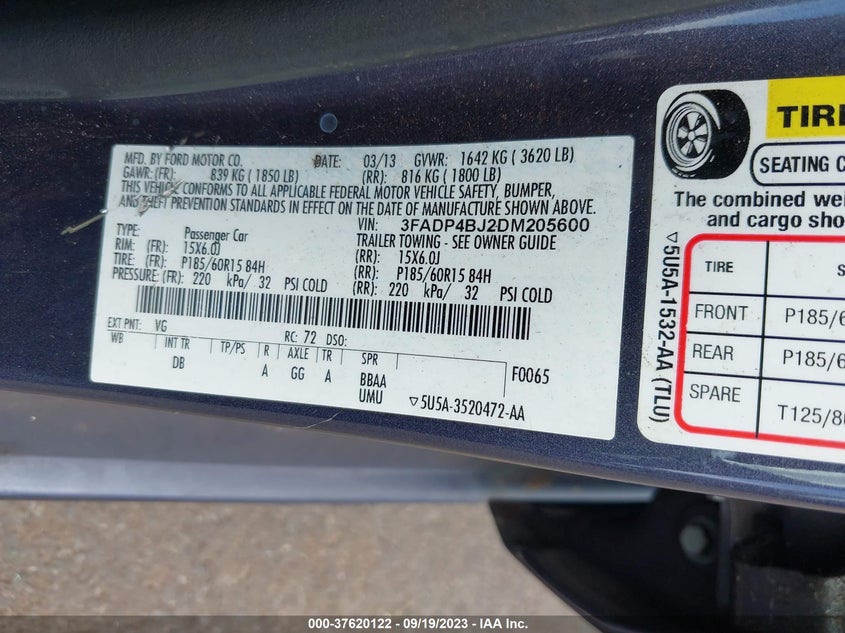 MFD. BY FORD MOTOR CO. DATE: 03/13 GVWR: 1642 KG ( 3620 LB)
GAWR: (FR): 839 KG ( 1850 LB) (RR): 816 KG ( 1800 LB)
THIS VEHICLE CONFORMS TO ALL APPLICABLE FEDERAL MOTOR VEHICLE SAFETY, BUMPER,
AND THEFT PREVENTION STANDARDS IN EFFECT ON THE DATE OF MANUFACTURE SHOWN ABOVE.
VIN: 3FADP4BJ2DM205600
TYPE: Passenger Car TRAILER TOWING - SEE OWNER GUIDE
RIM: (FR): 15X6.0J (RR): 15X6.0J
TIRE: (FR): P185/60R15 84H (RR): P185/60R15 84H
PRESSURE: (FR): 220 kPa/ 32 PSI COLD (RR): 220 kPa/ 32 PSI COLD
EXT PNT: VG RC: 72 DSO:
WB INT TR TP/PS R AXLE TR SPR F0065
DB A GG A BBAA
UMU ▽5U5A-3520472-AA
TIRE
SEATING C
The combined wei
and cargo sho
▽5U5A-1532-AA (TLU)
TIRE S
FRONT P185/6
REAR P185/6
SPARE T125/80
000-37620122 - 09/19/2023 - IAA Inc.